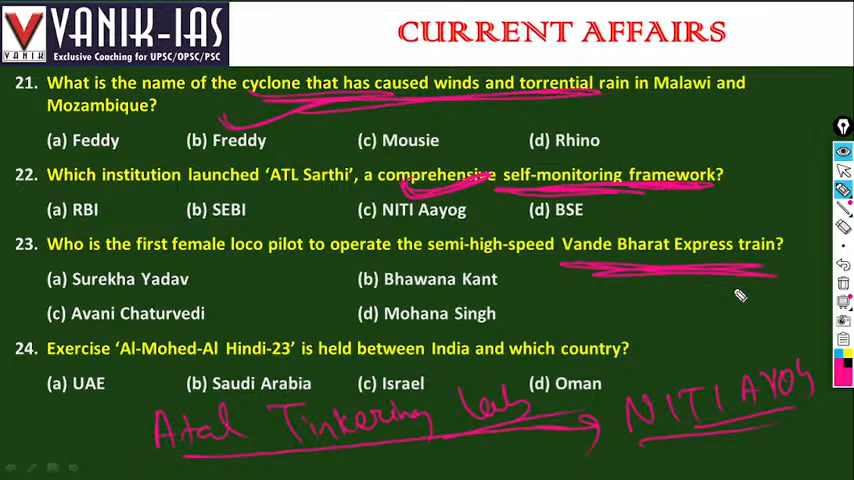 VANIK-IAS
VANIK
Exclusive Coaching for UPSC/OPSC/PSC
CURRENT AFFAIRS
21. What is the name of the cyclone that has caused winds and torrential rain in Malawi and
Mozambique?
(a) Feddy (b) Freddy (c) Mousie (d) Rhino
22. Which institution launched ‘ATL Sarthi’, a comprehensive self-monitoring framework?
(a) RBI (b) SEBI (c) NITI Aayog (d) BSE
23. Who is the first female loco pilot to operate the semi-high-speed Vande Bharat Express train?
(a) Surekha Yadav (b) Bhawana Kant
(c) Avani Chaturvedi (d) Mohana Singh
24. Exercise ‘Al-Mohed-Al Hindi-23’ is held between India and which country?
(a) UAE (b) Saudi Arabia (c) Israel (d) Oman
Atal Tinkering Lab NITI AYOG